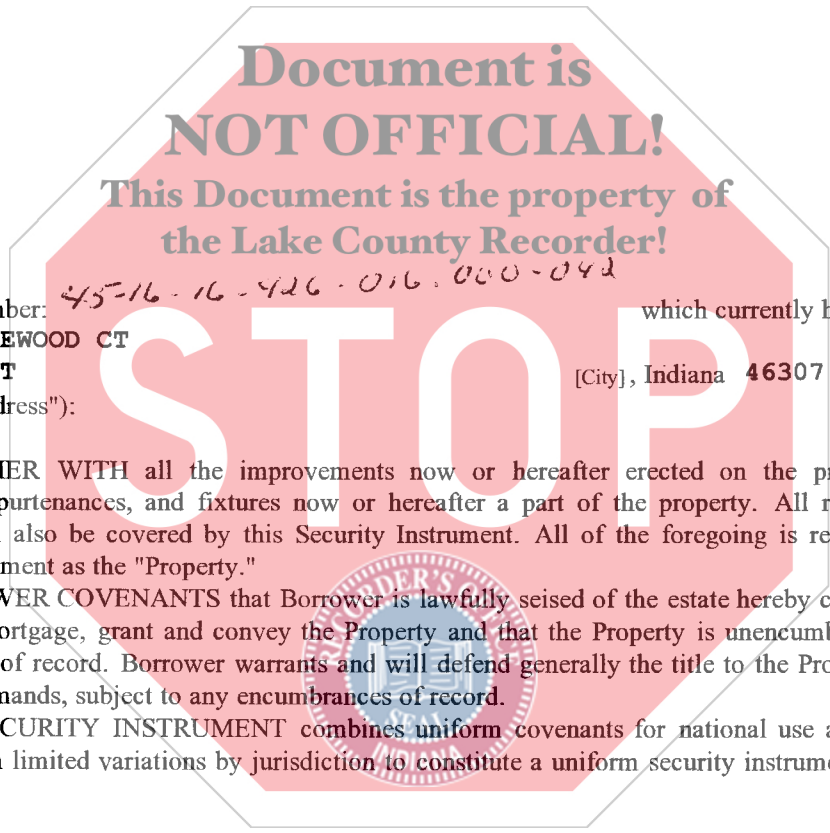 Document is
NOT OFFICIAL!
This Document is the property of
the Lake County Recorder!
ber: 45-16-16-426-016.000-042 which currently h
EWOOD CT
T [City], Indiana 46307
dress"):
STOP
ER WITH all the improvements now or hereafter erected on the pr
purtenances, and fixtures now or hereafter a part of the property. All r
also be covered by this Security Instrument. All of the foregoing is re
ment as the "Property."
VER COVENANTS that Borrower is lawfully seised of the estate hereby c
ortgage, grant and convey the Property and that the Property is unencumb
of record. Borrower warrants and will defend generally the title to the Pro
mands, subject to any encumbrances of record.
CURITY INSTRUMENT combines uniform covenants for national use a
limited variations by jurisdiction to constitute a uniform security instrume
RECORDER'S OFFICE
SEAL
INDIANA